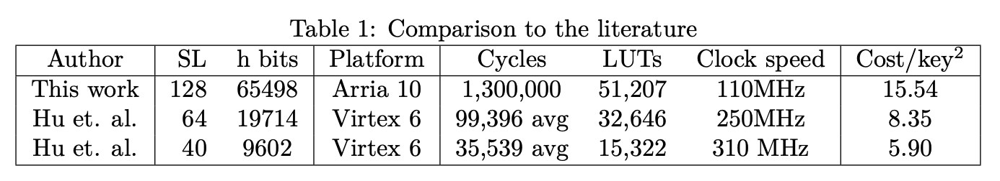 Table 1: Comparison to the literature
Author SL h bits Platform Cycles LUTs Clock speed Cost/key²
This work 128 65498 Arria 10 1,300,000 51,207 110MHz 15.54
Hu et. al. 64 19714 Virtex 6 99,396 avg 32,646 250MHz 8.35
Hu et. al. 40 9602 Virtex 6 35,539 avg 15,322 310 MHz 5.90